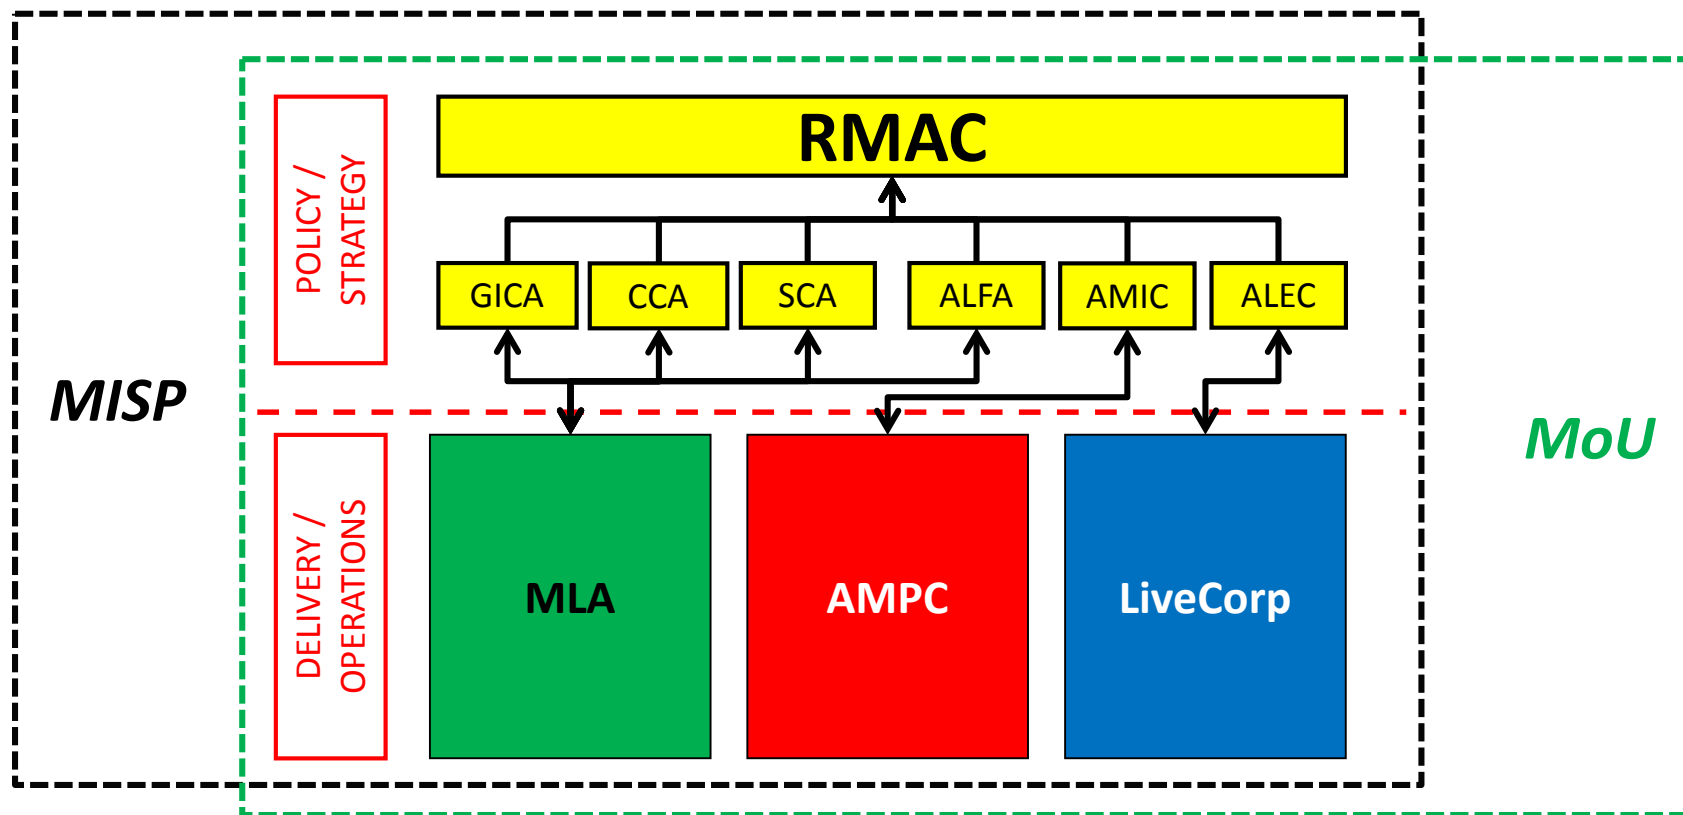 RMAC
POLICY /
STRATEGY
GICA
CCA
SCA
ALFA
AMIC
ALEC
MISP
MoU
DELIVERY /
OPERATIONS
MLA
AMPC
LiveCorp